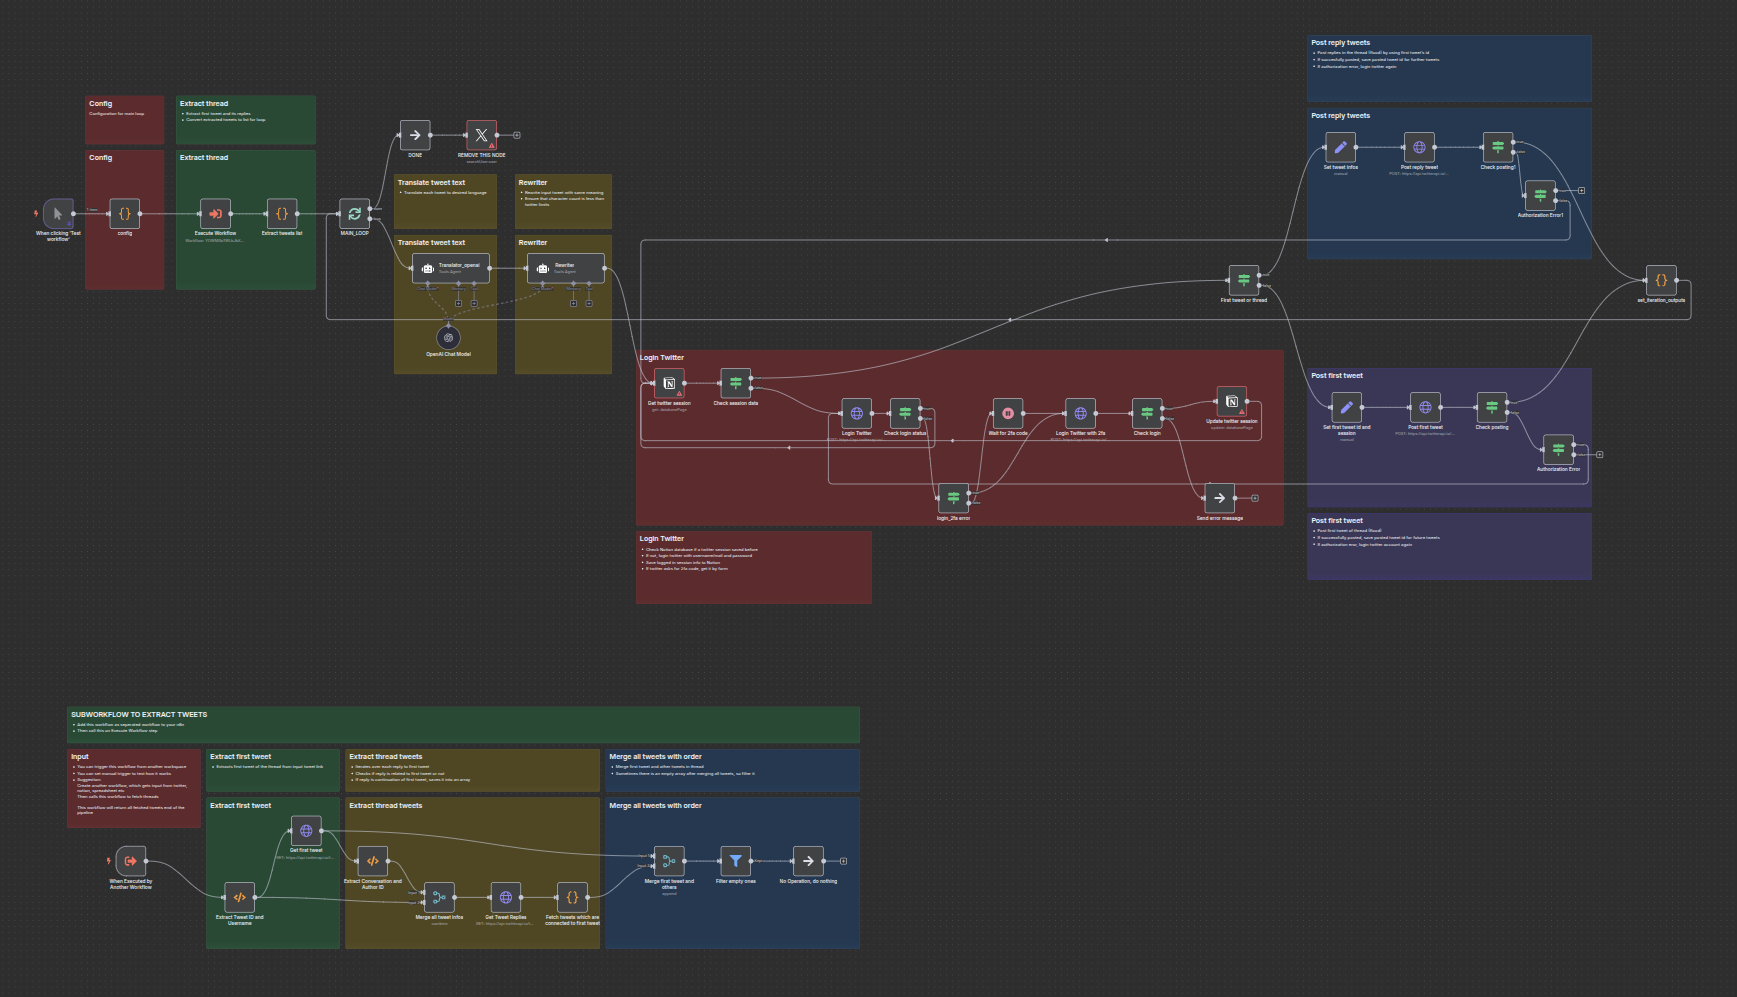 Post reply tweets
Post replies in the thread (flood) by using first tweet's id
If successfully posted, save posted tweet id for further tweets
If authorization error, login twitter again
Config
Configuration for main loop
Extract thread
Extract first tweet and its replies
Convert extracted tweets to list for loop
Post reply tweets
Set tweet infos
manual
Post reply tweet
Check posting1
Authorization Error1
DONE
REMOVE THIS NODE
Config
Extract thread
Translate tweet text
Translate each tweet to desired language
Rewriter
Rewrite input tweet with same meaning
Ensure that character count is less than
twitter limits
When clicking 'Test
workflow'
config
Execute Workflow
Extract tweets list
MAIN_LOOP
Translate tweet text
Rewriter
Translator_openai
Tools Agent
Rewriter
Tools Agent
OpenAI Chat Model
First tweet or thread
set_iteration_outputs
Login Twitter
Get twitter session
get: databasePage
Check session data
Login Twitter
Check login status
Wait for 2fa code
Login Twitter with 2fa
Check login
Update twitter session
update: databasePage
login_2fa error
Send error message
Post first tweet
Set first tweet id and
session
manual
Post first tweet
Check posting
Authorization Error
Post first tweet
Post first tweet of thread (flood)
If successfully posted, save posted tweet id for future tweets
If authorization error, login twitter account again
Login Twitter
Check Notion database if a twitter session saved before
If not, login twitter with username/mail and password
Save logged in session info to Notion
If twitter asks for 2fa code, get it by form
SUBWORKFLOW TO EXTRACT TWEETS
Add this workflow as seperated workflow to your n8n
Then call this on Execute Workflow step
Input
You can trigger this workflow from another workspace
You can set manual trigger to test how it works
Suggestion:
Create another workflow, which gets input from twitter,
notion, spreadsheet etc
Then calls this workflow to fetch threads
This workflow will return all fetched tweets end of the
pipeline
Extract first tweet
Extracts first tweet of the thread from input tweet link
Extract thread tweets
Iterates over each reply to first tweet
Checks if reply is related to first tweet or not
If reply is continuation of first tweet, saves it into an array
Merge all tweets with order
Merge first tweet and other tweets in thread
Sometimes there is an empty array after merging all tweets, so filter it
Extract first tweet
Extract thread tweets
Merge all tweets with order
When Executed by
Another Workflow
Get first tweet
Extract Tweet ID and
Username
Extract Conversation and
Author ID
Merge all tweet infos
combine
Get Tweet Replies
Fetch tweets which are
connected to first tweet
Merge first tweet and
others
append
Filter empty ones
No Operation, do nothing